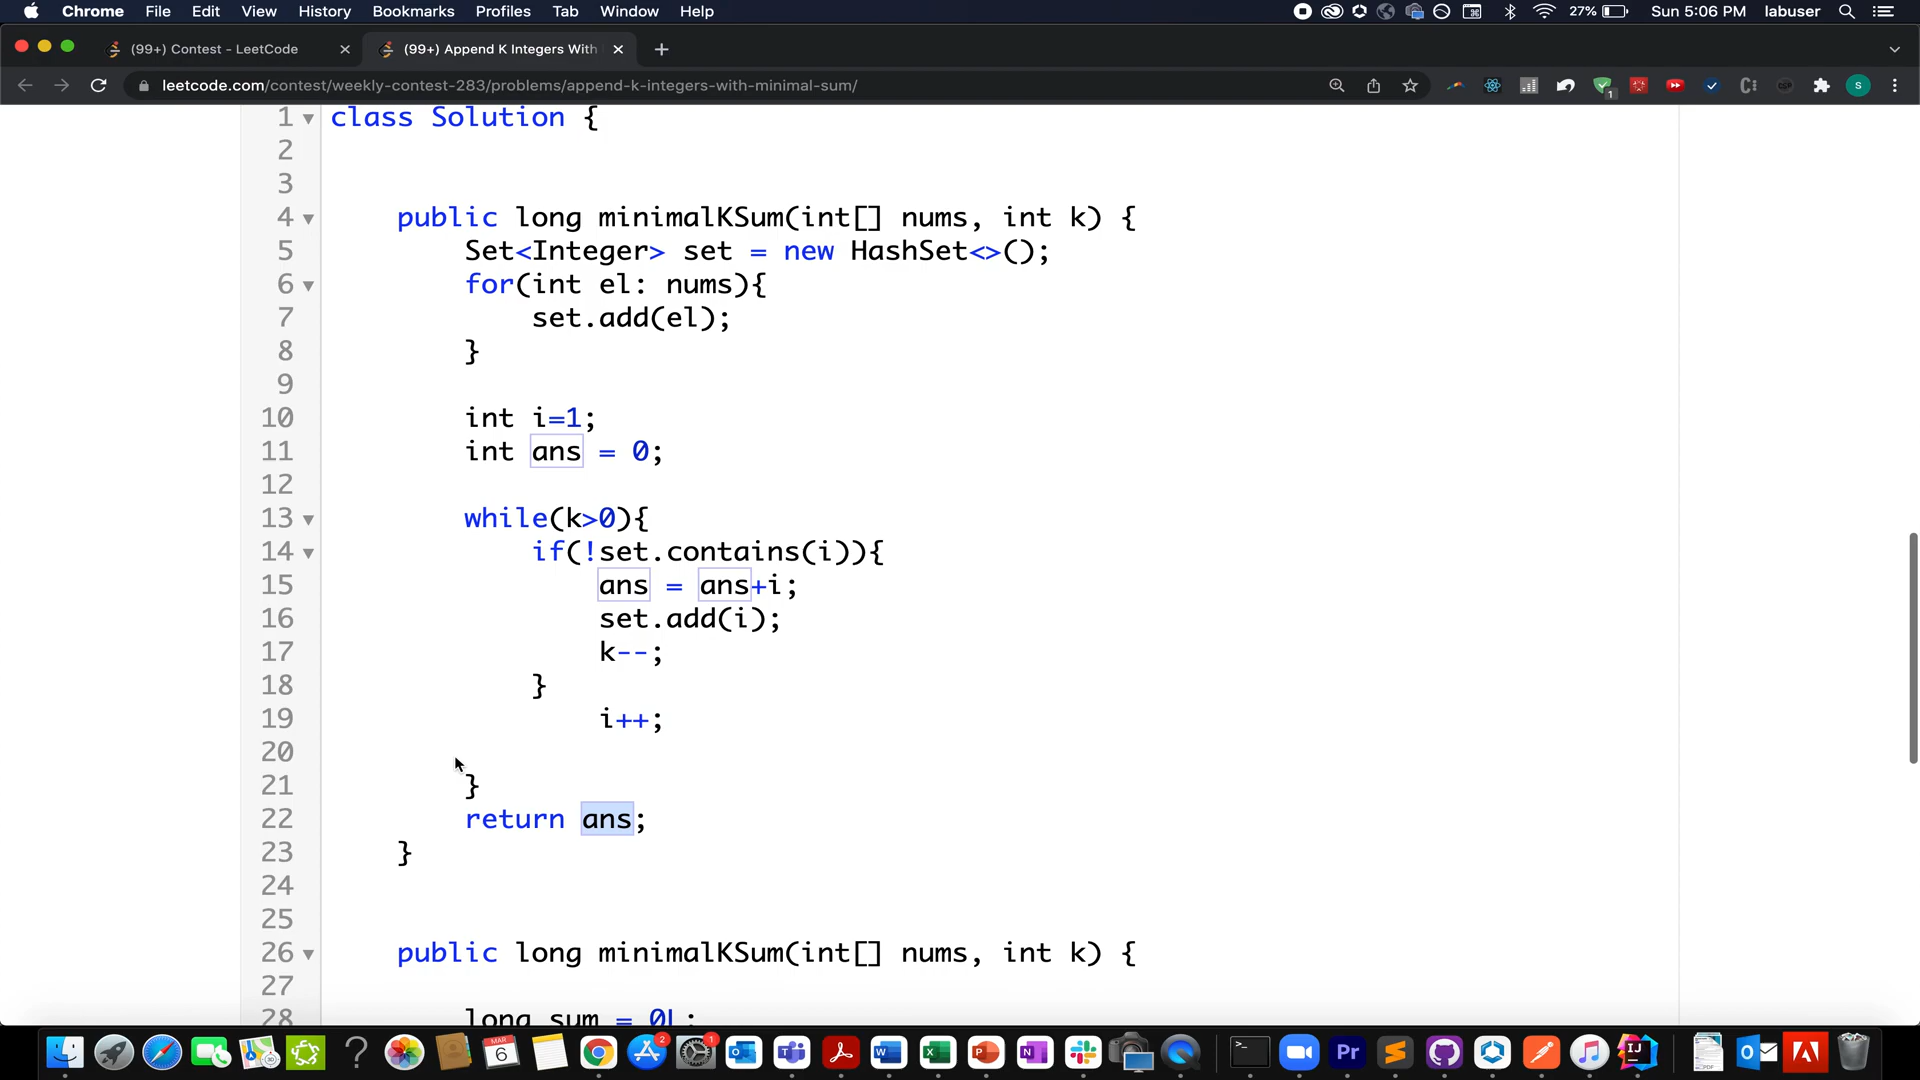 Chrome File Edit View History Bookmarks Profiles Tab Window Help 27% Sun 5:06 PM labuser
(99+) Contest - LeetCode (99+) Append K Integers With
leetcode.com/contest/weekly-contest-283/problems/append-k-integers-with-minimal-sum/
1 class Solution {
2
3
4 public long minimalKSum(int[] nums, int k) {
5 Set<Integer> set = new HashSet<>();
6 for(int el: nums){
7 set.add(el);
8 }
9
10 int i=1;
11 int ans = 0;
12
13 while(k>0){
14 if(!set.contains(i)){
15 ans = ans+i;
16 set.add(i);
17 k--;
18 }
19 i++;
20
21 }
22 return ans;
23 }
24
25
26 public long minimalKSum(int[] nums, int k) {
27
28 long sum = 0L;